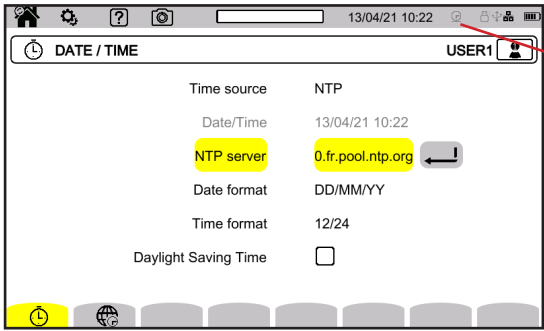 13/04/21 10:22
DATE / TIME
USER1
Time source NTP
Date/Time 13/04/21 10:22
NTP server 0.fr.pool.ntp.org
Date format DD/MM/YY
Time format 12/24
Daylight Saving Time